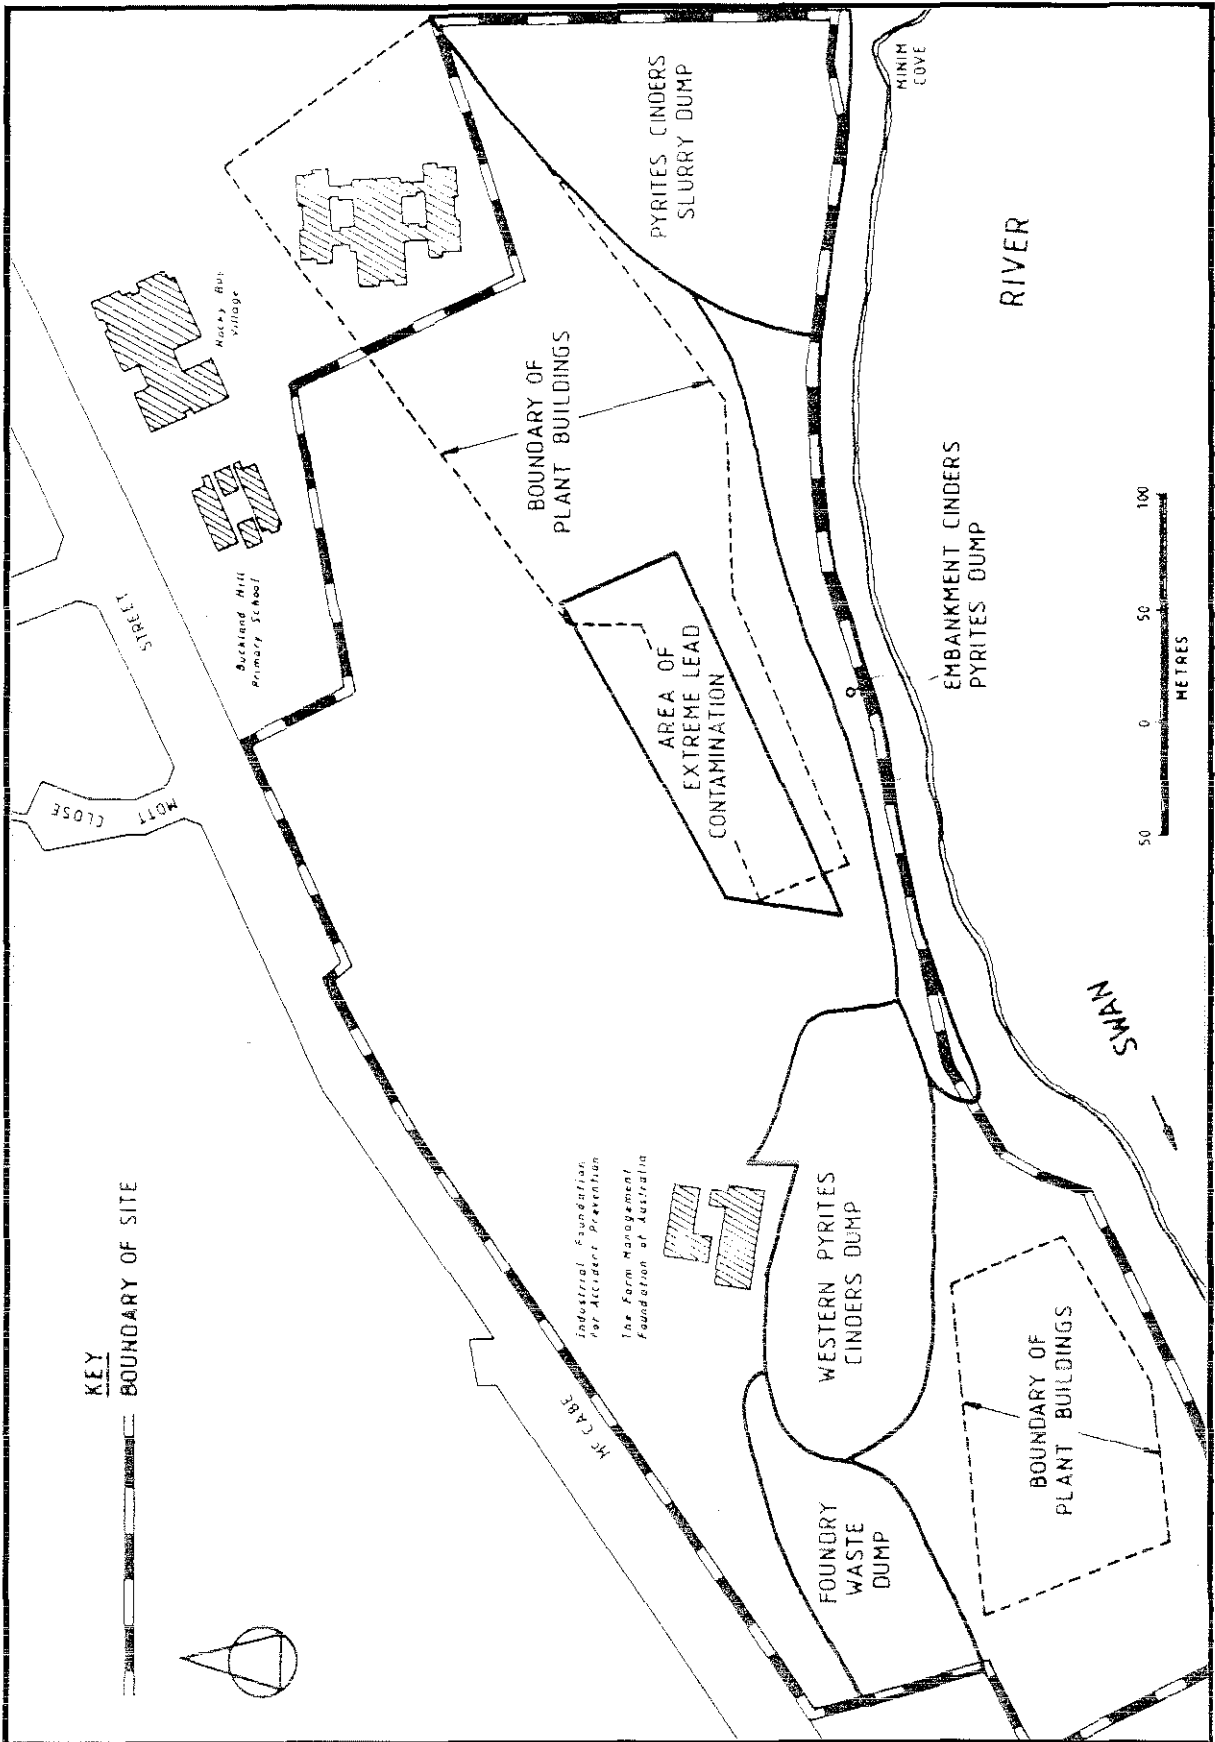 KEY
BOUNDARY OF SITE
MOTT
CLOSE
STREET
McCABE
Rocky Bay
Village
Buckland Hill
Primary School
Industrial Foundation
For Accident Prevention
The Farm Management
Foundation of Australia
BOUNDARY OF
PLANT BUILDINGS
PYRITES CINDERS
SLURRY DUMP
MINIM
COVE
AREA OF
EXTREME LEAD
CONTAMINATION
WESTERN PYRITES
CINDERS DUMP
FOUNDRY
WASTE
DUMP
BOUNDARY OF
PLANT BUILDINGS
EMBANKMENT CINDERS
PYRITES DUMP
SWAN
RIVER
50 0 50 100
METRES